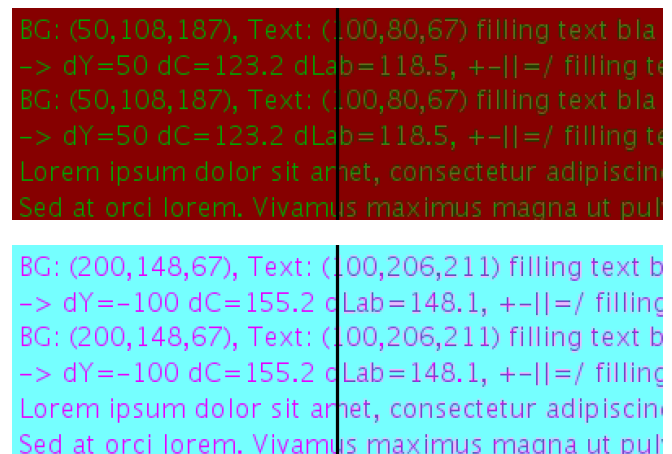 BG: (50,108,187), Text: (100,80,67) filling text bla
-> dY=50 dC=123.2 dLab=118.5, +-||=/ filling te
BG: (50,108,187), Text: (100,80,67) filling text bla
-> dY=50 dC=123.2 dLab=118.5, +-||=/ filling te
Lorem ipsum dolor sit amet, consectetur adipiscin
Sed at orci lorem. Vivamus maximus magna ut pul
BG: (200,148,67), Text: (100,206,211) filling text b
-> dY=-100 dC=155.2 dLab=148.1, +-||=/ filling
BG: (200,148,67), Text: (100,206,211) filling text b
-> dY=-100 dC=155.2 dLab=148.1, +-||=/ filling
Lorem ipsum dolor sit amet, consectetur adipiscin
Sed at orci lorem. Vivamus maximus magna ut pul